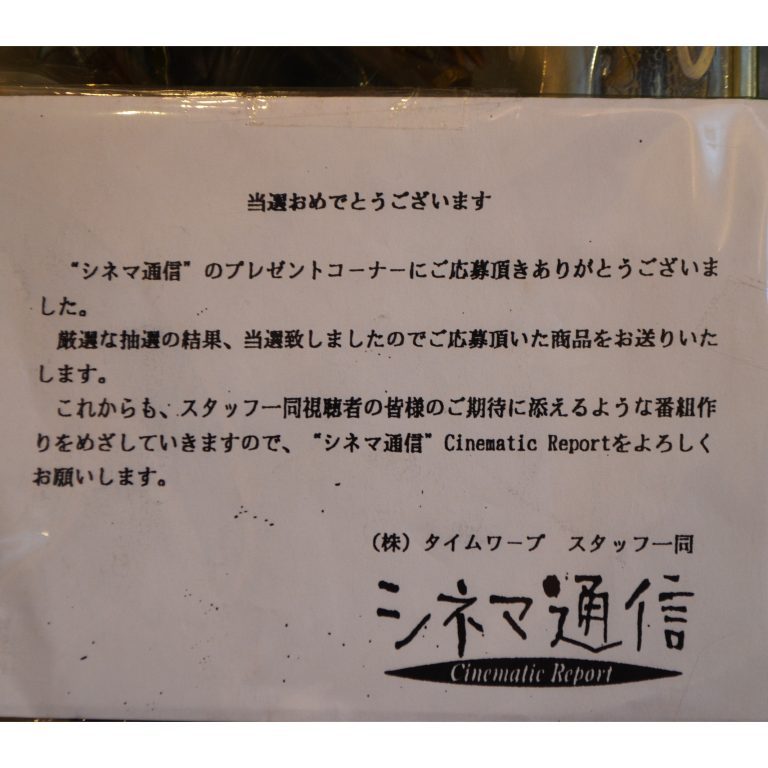 当選おめでとうございます
“シネマ通信”のプレゼントコーナーにご応募頂きありがとうございま
した。
厳選な抽選の結果、当選致しましたのでご応募頂いた商品をお送りいた
します。
これからも、スタッフ一同視聴者の皆様のご期待に添えるような番組作
りをめざしていきますので、“シネマ通信”Cinematic Reportをよろしく
お願いします。
（株）タイムワープ　スタッフ一同
シネマ通信
Cinematic Report